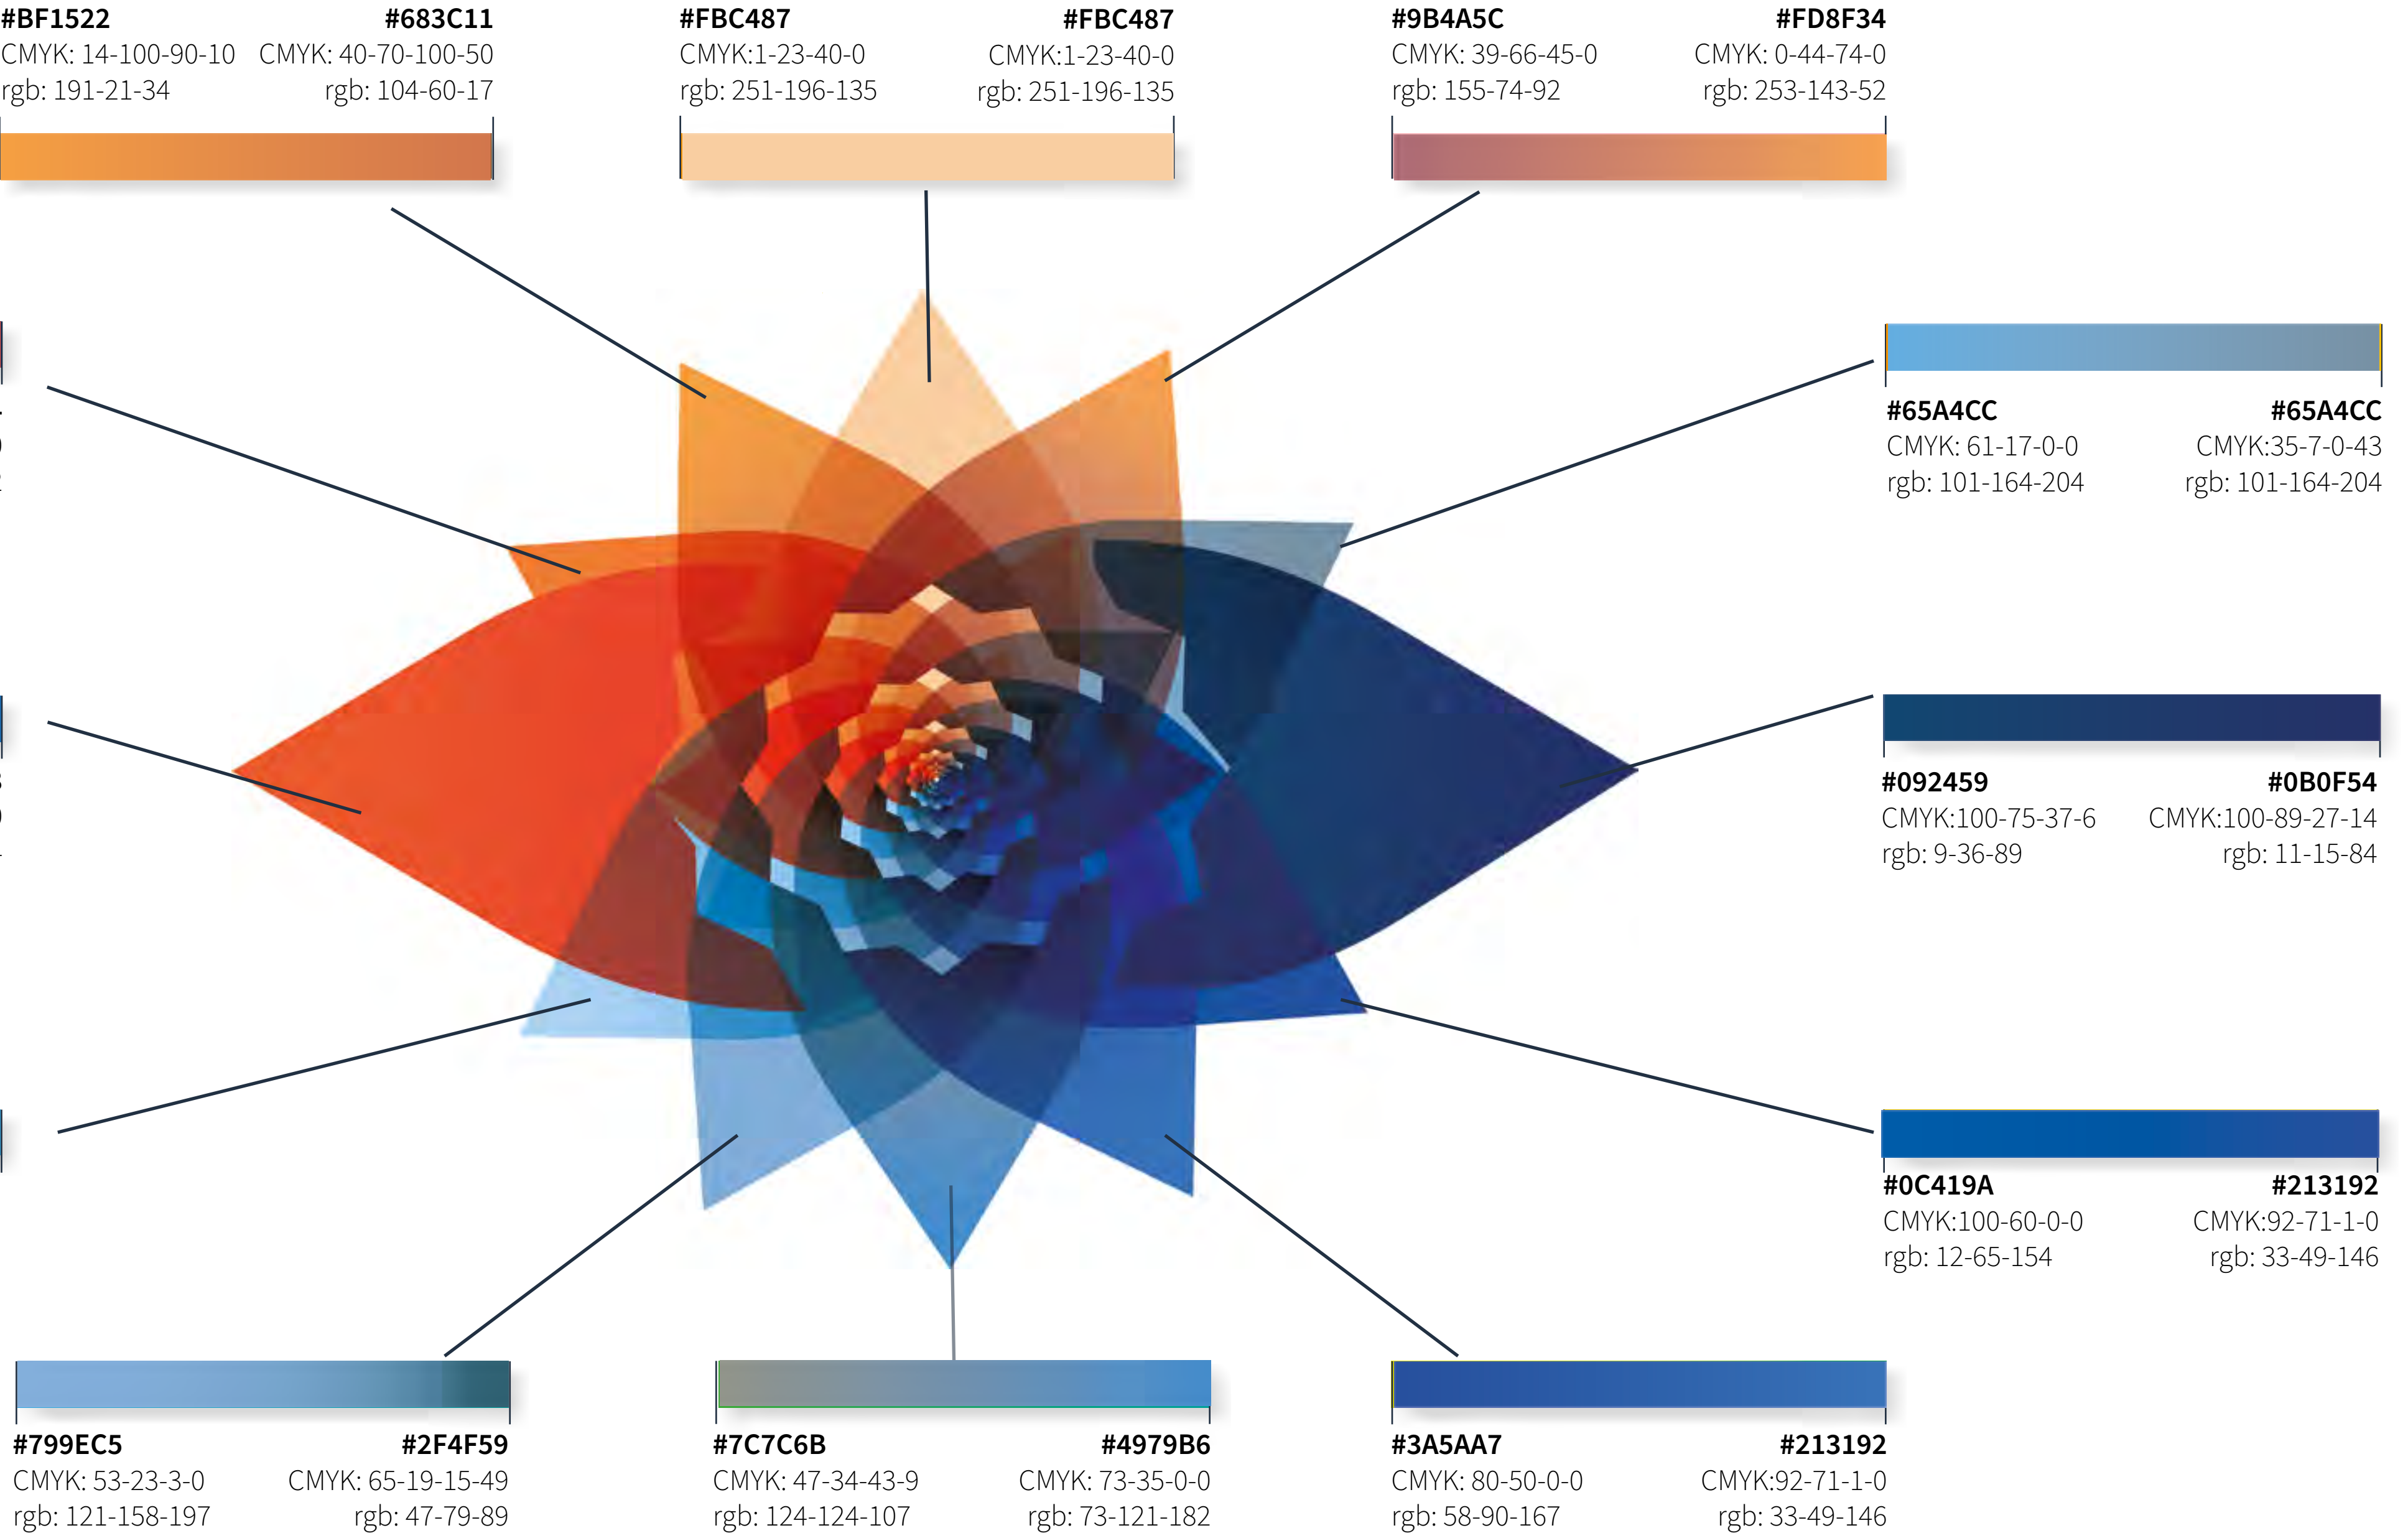 #BF1522 #683C11
CMYK: 14-100-90-10 CMYK: 40-70-100-50
rgb: 191-21-34 rgb: 104-60-17
#FBC487 #FBC487
CMYK:1-23-40-0 CMYK:1-23-40-0
rgb: 251-196-135 rgb: 251-196-135
#9B4A5C #FD8F34
CMYK: 39-66-45-0 CMYK: 0-44-74-0
rgb: 155-74-92 rgb: 253-143-52
#65A4CC #65A4CC
CMYK: 61-17-0-0 CMYK:35-7-0-43
rgb: 101-164-204 rgb: 101-164-204
#092459 #0B0F54
CMYK:100-75-37-6 CMYK:100-89-27-14
rgb: 9-36-89 rgb: 11-15-84
#0C419A #213192
CMYK:100-60-0-0 CMYK:92-71-1-0
rgb: 12-65-154 rgb: 33-49-146
#799EC5 #2F4F59
CMYK: 53-23-3-0 CMYK: 65-19-15-49
rgb: 121-158-197 rgb: 47-79-89
#7C7C6B #4979B6
CMYK: 47-34-43-9 CMYK: 73-35-0-0
rgb: 124-124-107 rgb: 73-121-182
#3A5AA7 #213192
CMYK: 80-50-0-0 CMYK:92-71-1-0
rgb: 58-90-167 rgb: 33-49-146